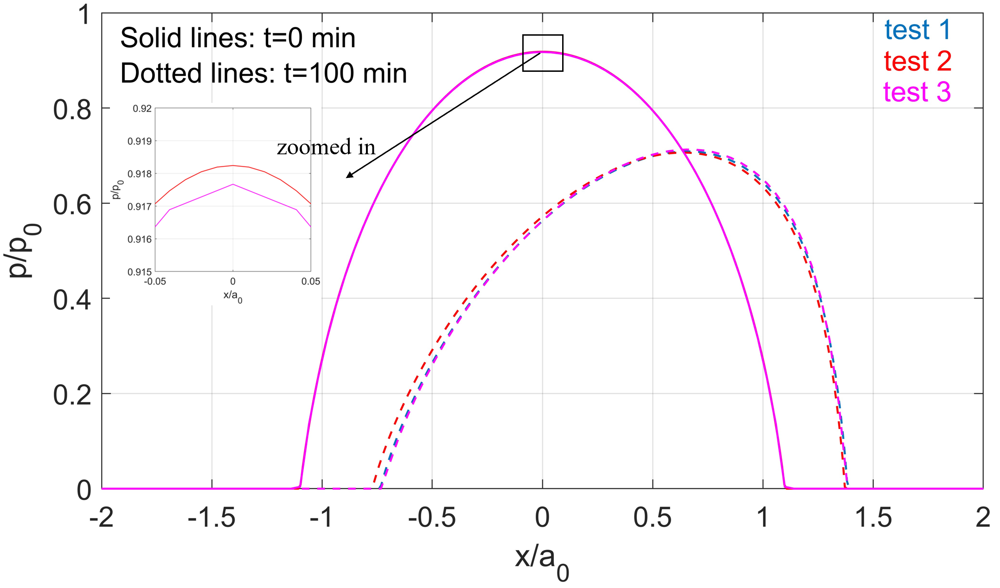 Solid lines: t=0 min
Dotted lines: t=100 min
test 1
test 2
test 3
zoomed in
p/p0
1
0.8
0.6
0.4
0.2
0
-2
-1.5
-1
-0.5
0
0.5
1
1.5
2
x/a0
p/p0
0.92
0.919
0.918
0.917
0.916
0.915
-0.05
0
0.05
x/a0